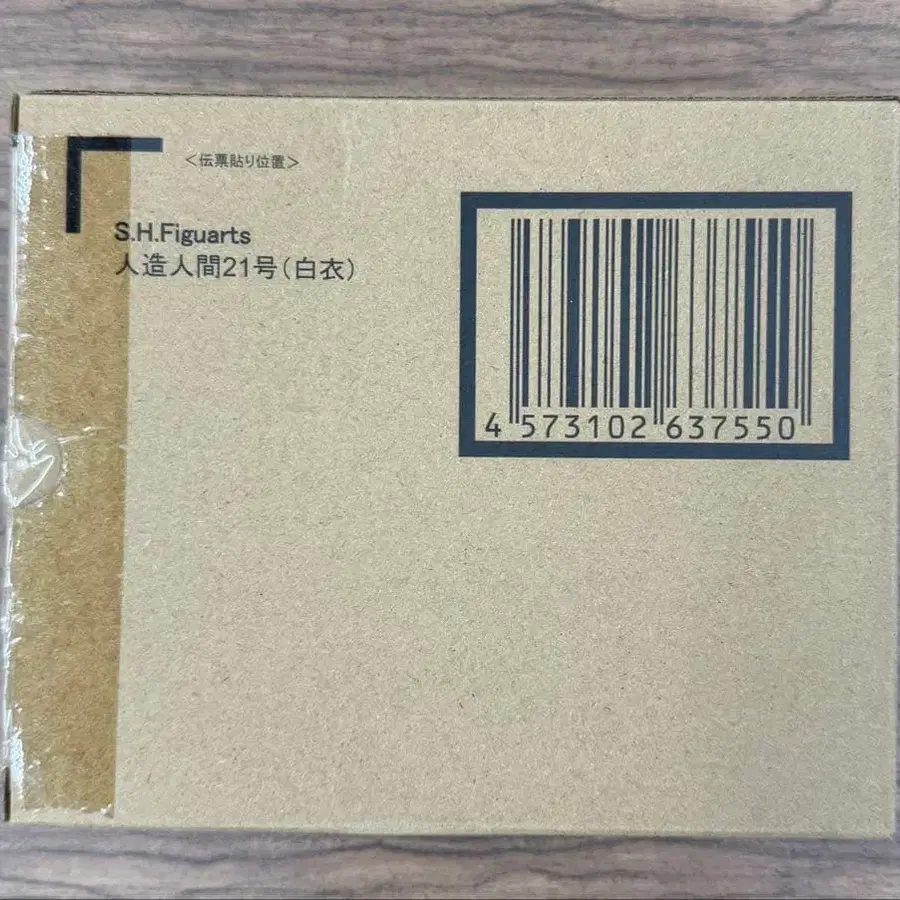 ＜伝票貼り位置＞
S.H.Figuarts
人造人間21号(白衣)
4 573102 637550